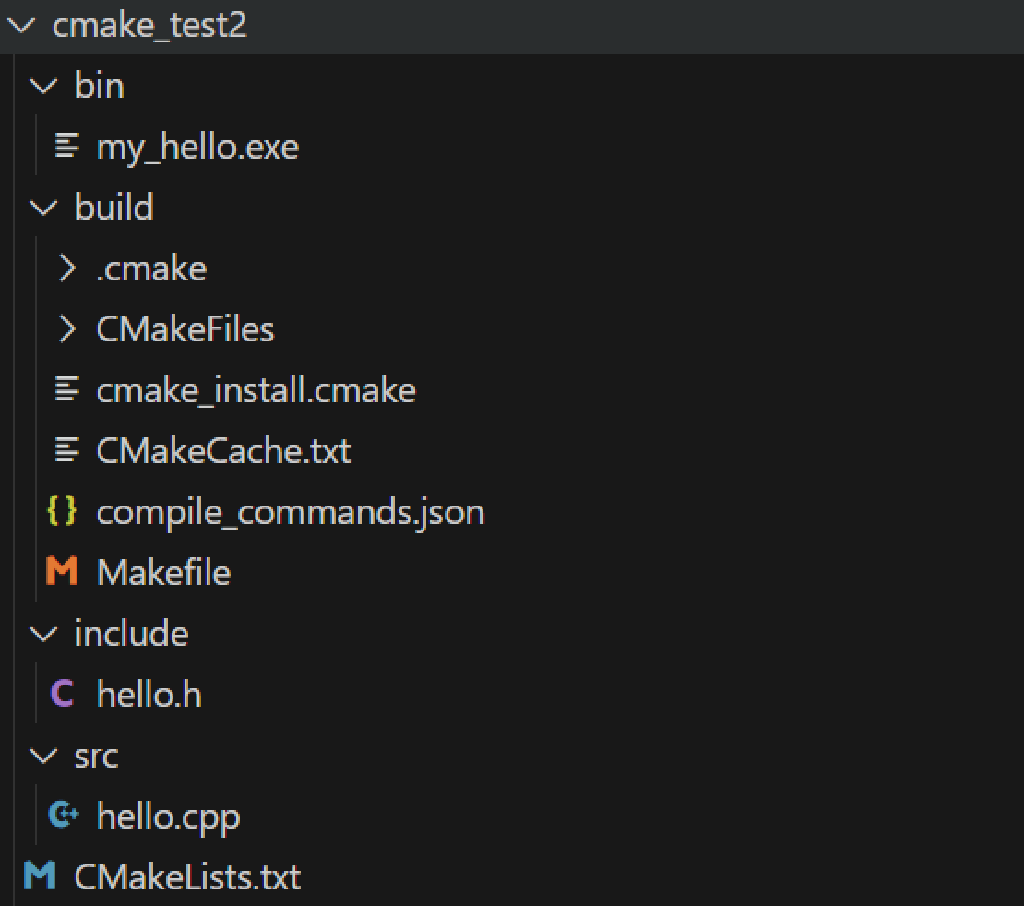 cmake_test2
bin
my_hello.exe
build
.cmake
CMakeFiles
cmake_install.cmake
CMakeCache.txt
{} compile_commands.json
M Makefile
include
C hello.h
src
C++ hello.cpp
M CMakeLists.txt